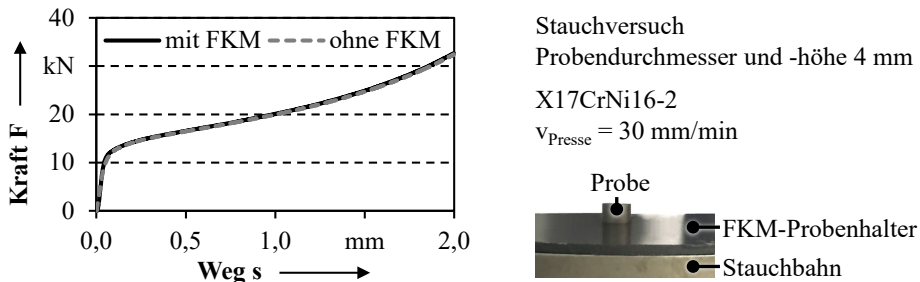 40
kN
20
10
0
Kraft F
mit FKM
ohne FKM
0,0
0,5
1,0
mm
2,0
Weg s
Stauchversuch
Probendurchmesser und -höhe 4 mm
X17CrNi16-2
vPresse = 30 mm/min
Probe
FKM-Probenhalter
Stauchbahn